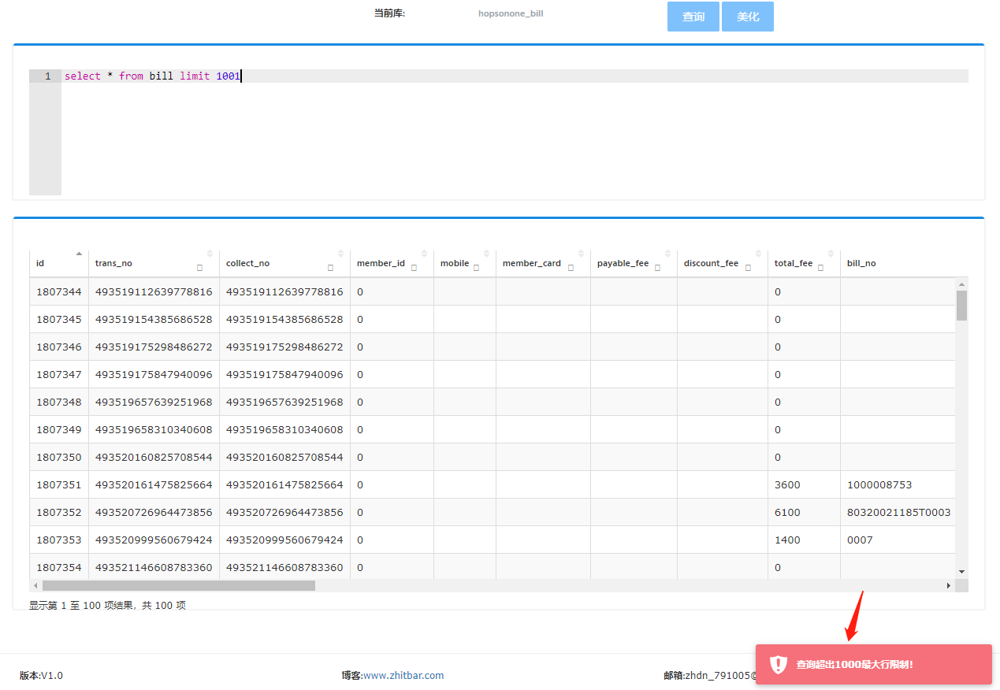 当前库: hopsonone_bill 查询 美化
1 select * from bill limit 1001
id trans_no collect_no member_id mobile member_card payable_fee discount_fee total_fee bill_no
1807344 493519112639778816 493519112639778816 0 0
1807345 493519154385686528 493519154385686528 0 0
1807346 493519175298486272 493519175298486272 0 0
1807347 493519175847940096 493519175847940096 0 0
1807348 493519657639251968 493519657639251968 0 0
1807349 493519658310340608 493519658310340608 0 0
1807350 493520160825708544 493520160825708544 0 0
1807351 493520161475825664 493520161475825664 0 3600 1000008753
1807352 493520726964473856 493520726964473856 0 6100 80320021185T0003
1807353 493520999560679424 493520999560679424 0 1400 0007
1807354 493521146608783360 493521146608783360 0 0
显示第 1 至 100 项结果，共 100 项
查询超出1000最大行限制!
版本:V1.0 博客:www.zhitbar.com 邮箱:zhdn_791005@